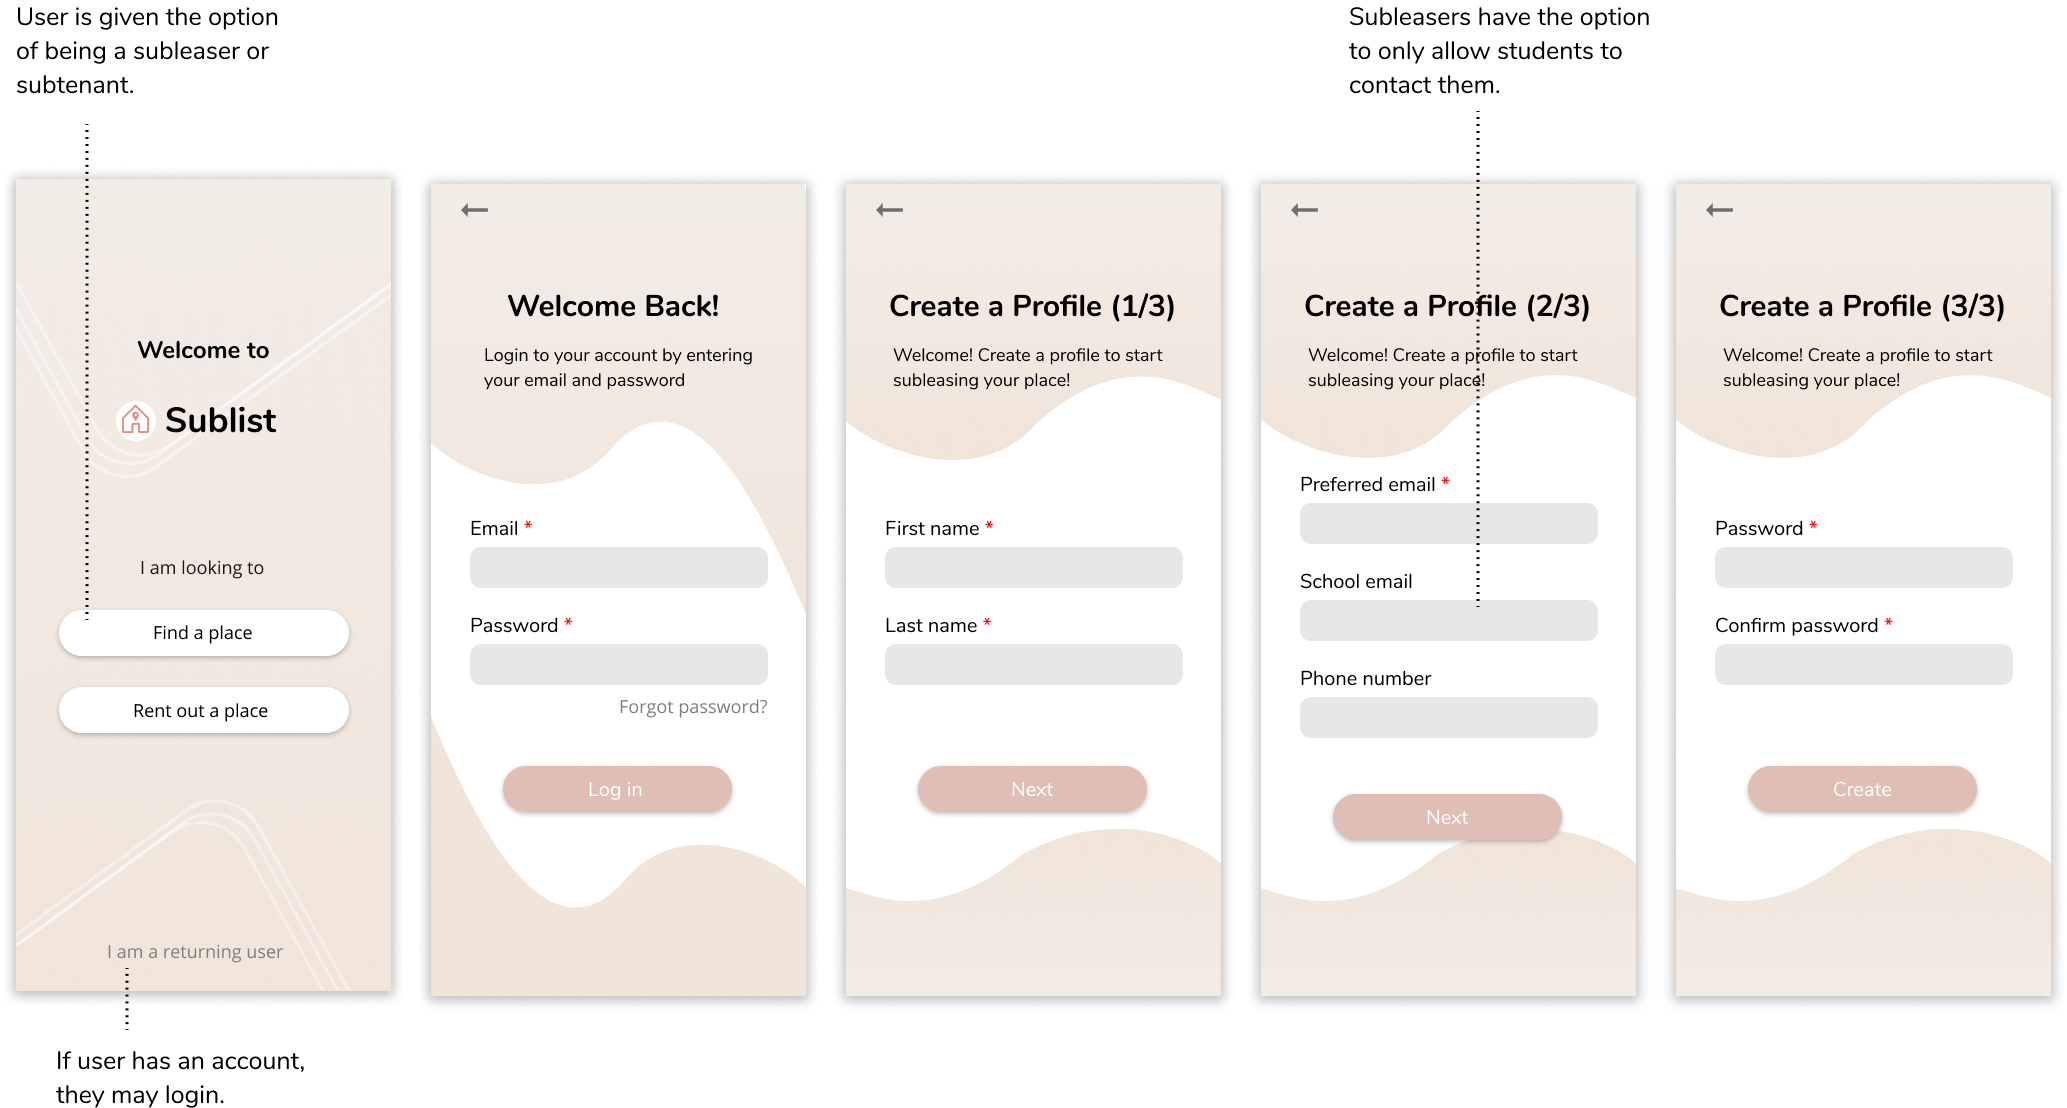 User is given the option
of being a subleaser or
subtenant.
Subleasers have the option
to only allow students to
contact them.
Welcome to
Sublist
I am looking to
Find a place
Rent out a place
I am a returning user
If user has an account,
they may login.
Welcome Back!
Login to your account by entering
your email and password
Email *
Password *
Forgot password?
Log in
Create a Profile (1/3)
Welcome! Create a profile to start
subleasing your place!
First name *
Last name *
Next
Create a Profile (2/3)
Welcome! Create a profile to start
subleasing your place!
Preferred email *
School email
Phone number
Next
Create a Profile (3/3)
Welcome! Create a profile to start
subleasing your place!
Password *
Confirm password *
Create